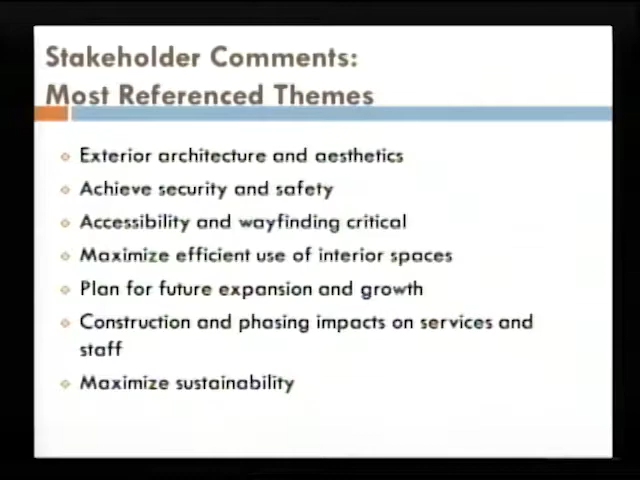 Stakeholder Comments:
Most Referenced Themes
Exterior architecture and aesthetics
Achieve security and safety
Accessibility and wayfinding critical
Maximize efficient use of interior spaces
Plan for future expansion and growth
Construction and phasing impacts on services and
staff
Maximize sustainability